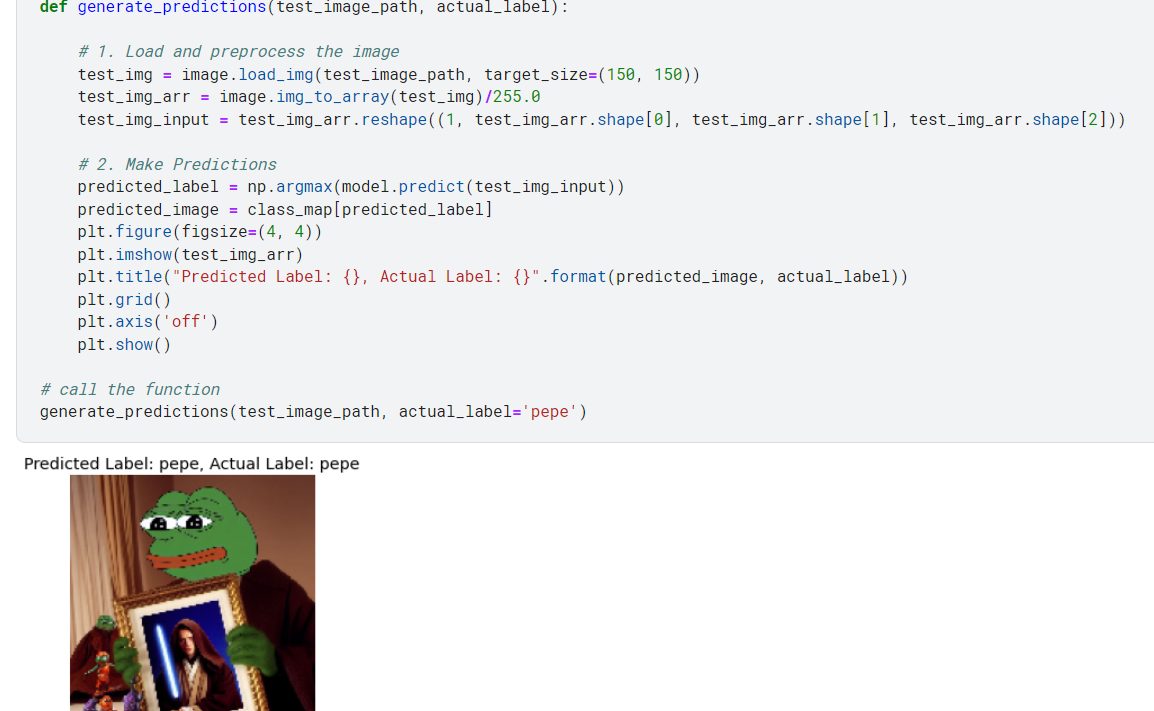 def generate_predictions(test_image_path, actual_label):
# 1. Load and preprocess the image
test_img = image.load_img(test_image_path, target_size=(150, 150))
test_img_arr = image.img_to_array(test_img)/255.0
test_img_input = test_img_arr.reshape((1, test_img_arr.shape[0], test_img_arr.shape[1], test_img_arr.shape[2]))
# 2. Make Predictions
predicted_label = np.argmax(model.predict(test_img_input))
predicted_image = class_map[predicted_label]
plt.figure(figsize=(4, 4))
plt.imshow(test_img_arr)
plt.title("Predicted Label: {}, Actual Label: {}".format(predicted_image, actual_label))
plt.grid()
plt.axis('off')
plt.show()
# call the function
generate_predictions(test_image_path, actual_label='pepe')
Predicted Label: pepe, Actual Label: pepe